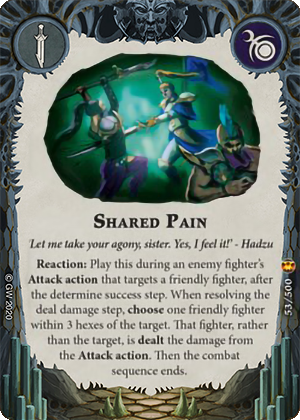 SHARED PAIN
'Let me take your agony, sister. Yes, I feel it!' - Hadzu
Reaction: Play this during an enemy fighter's
Attack action that targets a friendly fighter, after
the determine success step. When resolving the
deal damage step, choose one friendly fighter
within 3 hexes of the target. That fighter, rather
than the target, is dealt the damage from
the Attack action. Then the combat
sequence ends.
© GW 2020
53/500